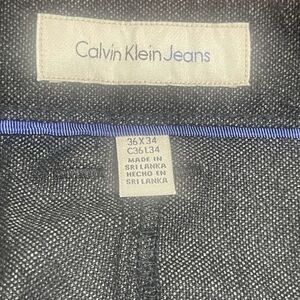 Calvin Klein Jeans
36X34
C36L34
MADE IN
SRI LANKA
HECHO EN
SRI LANKA